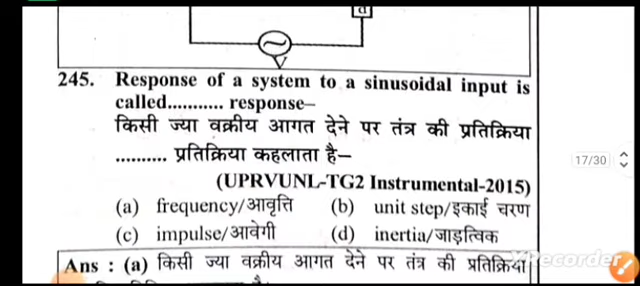 d
V
245. Response of a system to a sinusoidal input is
called........... response–
किसी ज्या वक्रीय आगत देने पर तंत्र की प्रतिक्रिया
.......... प्रतिक्रिया कहलाता है–
(UPRVUNL-TG2 Instrumental-2015)
(a) frequency/आवृत्ति (b) unit step/इकाई चरण
(c) impulse/आवेगी (d) inertia/जाड़त्विक
17/30
Ans : (a) किसी ज्या वक्रीय आगत देने पर तंत्र की प्रतिक्रिया
Recorder